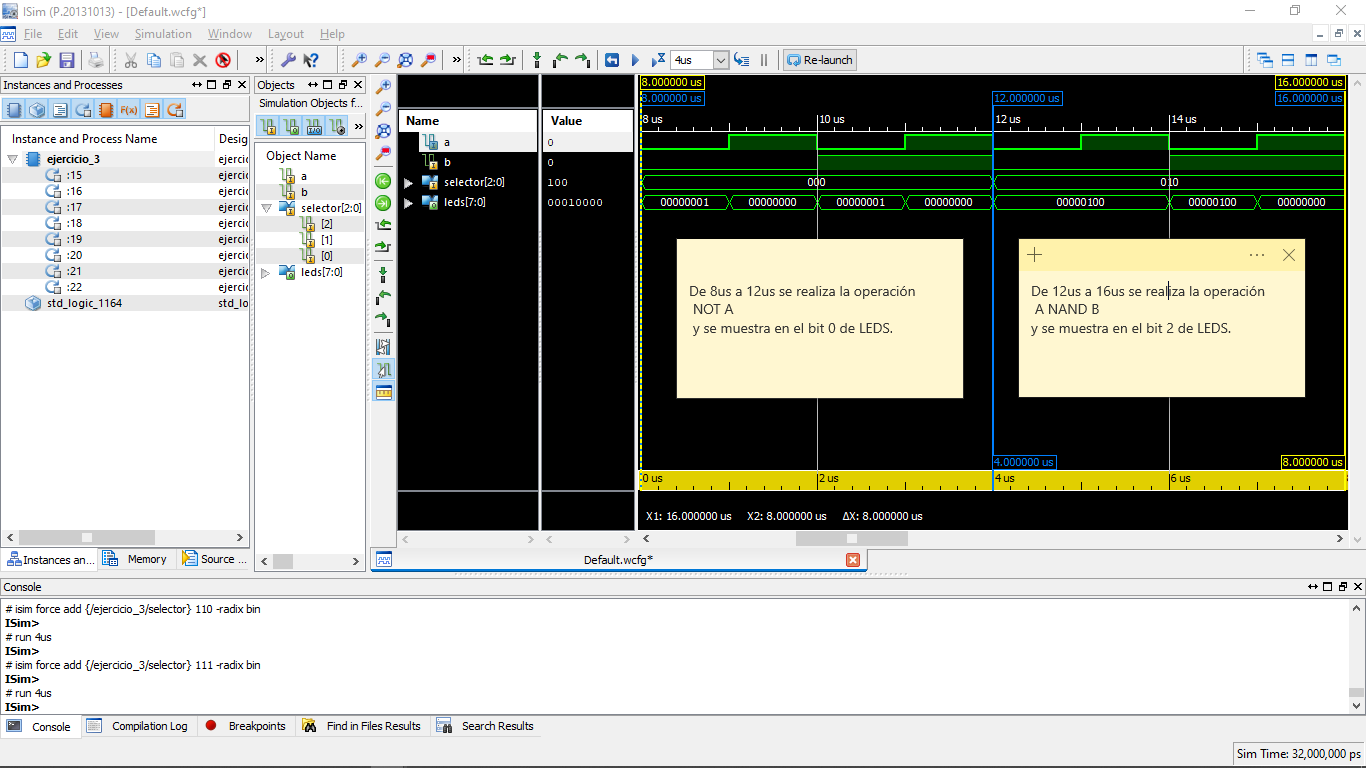 ISim (P.20131013) - [Default.wcfg*]
File Edit View Simulation Window Layout Help
» » » 4us Re-launch
Instances and Processes
Instance and Process Name Desig
ejercicio_3 ejercic
:15 ejercic
:16 ejercic
:17 ejercic
:18 ejercic
:19 ejercic
:20 ejercic
:21 ejercic
:22 ejercic
std_logic_1164 std_lo
Instances an... Memory Source ...
Objects
Simulation Objects f...
»
Object Name
a
b
selector[2:0]
[2]
[1]
[0]
leds[7:0]
Name Value
a 0
b 0
selector[2:0] 100
leds[7:0] 00010000
8.000000 us 16.000000 us
8.000000 us 12.000000 us 16.000000 us
8 us 10 us 12 us 14 us
000 010
00000001 00000000 00000001 00000000 00000100 00000100 00000000
De 8us a 12us se realiza la operación
NOT A
y se muestra en el bit 0 de LEDS.
De 12us a 16us se realiza la operación
A NAND B
y se muestra en el bit 2 de LEDS.
4.000000 us 8.000000 us
0 us 2 us 4 us 6 us
X1: 16.000000 us X2: 8.000000 us ΔX: 8.000000 us
Default.wcfg*
Console
# isim force add {/ejercicio_3/selector} 110 -radix bin
ISim>
# run 4us
ISim>
# isim force add {/ejercicio_3/selector} 111 -radix bin
ISim>
# run 4us
ISim>
Console Compilation Log Breakpoints Find in Files Results Search Results
Sim Time: 32,000,000 ps